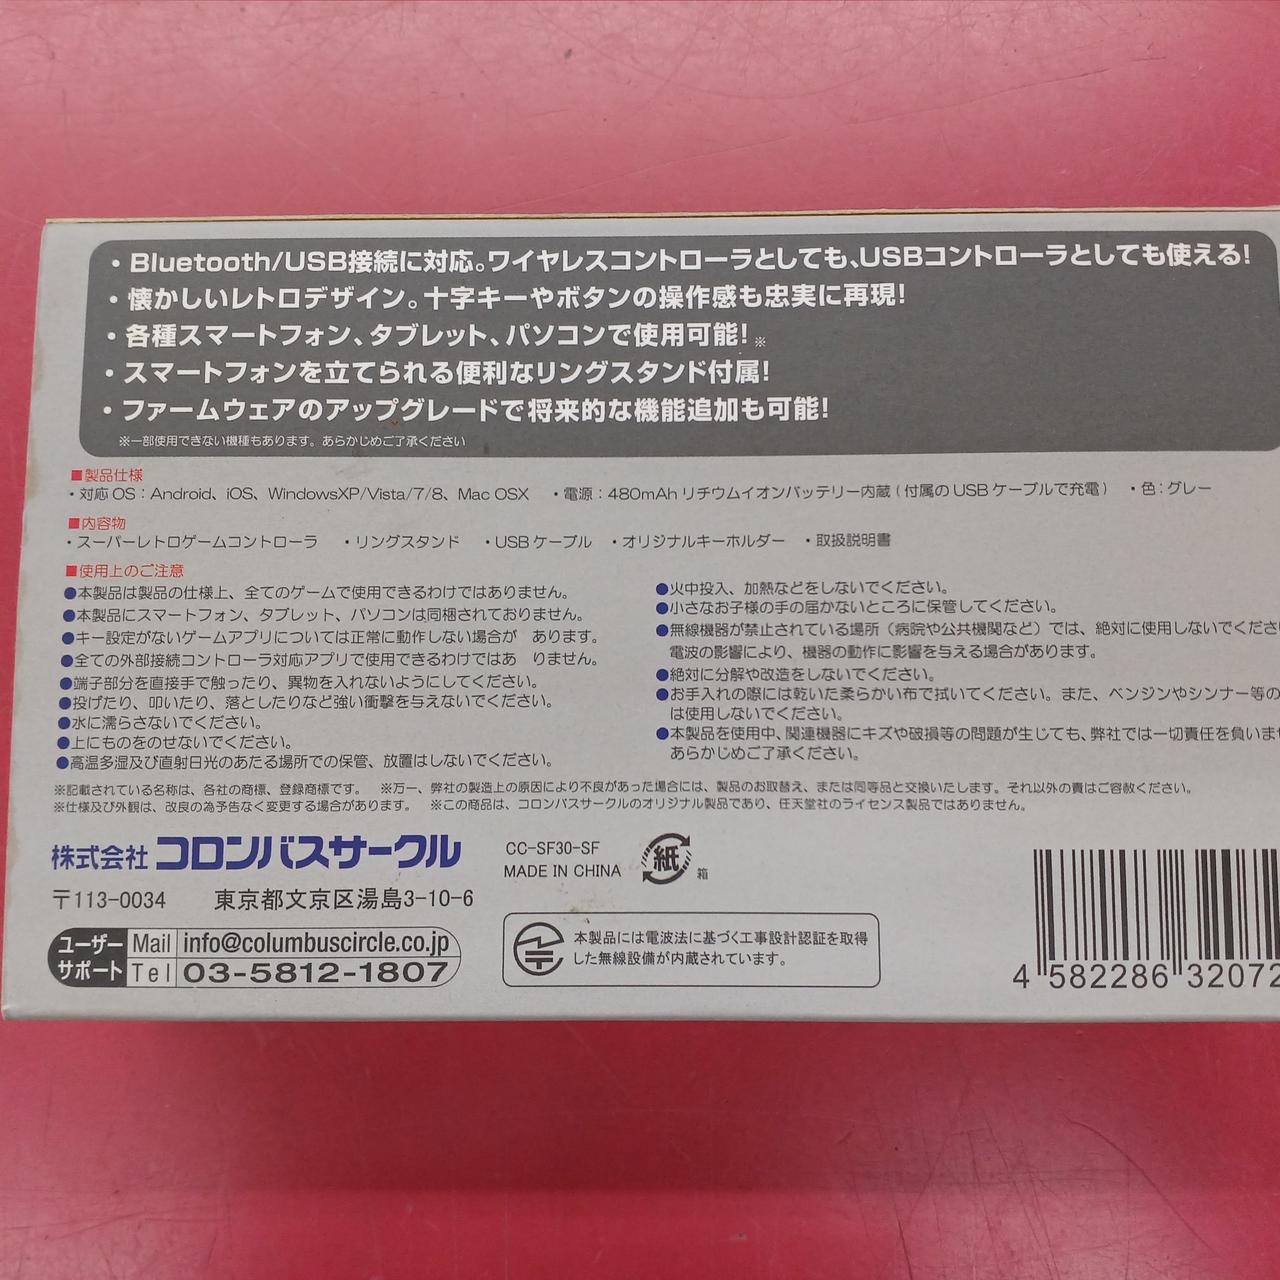 ・Bluetooth/USB接続に対応。ワイヤレスコントローラとしても、USBコントローラとしても使える!
・懐かしいレトロデザイン。十字キーやボタンの操作感も忠実に再現!
・各種スマートフォン、タブレット、パソコンで使用可能!※
・スマートフォンを立てられる便利なリングスタンド付属!
・ファームウェアのアップグレードで将来的な機能追加も可能!
※一部使用できない機種もあります。あらかじめご了承ください
■製品仕様
・対応OS:Android、iOS、WindowsXP/Vista/7/8、Mac OSX ・電源:480mAhリチウムイオンバッテリー内蔵(付属のUSBケーブルで充電) ・色:グレー
■内容物
・スーパーレトロゲームコントローラ ・リングスタンド ・USBケーブル ・オリジナルキーホルダー ・取扱説明書
■使用上のご注意
●本製品は製品の仕様上、全てのゲームで使用できるわけではありません。
●本製品にスマートフォン、タブレット、パソコンは同梱されておりません。
●キー設定がないゲームアプリについては正常に動作しない場合が あります。
●全ての外部接続コントローラ対応アプリで使用できるわけではあ りません。
●端子部分を直接手で触ったり、異物を入れないようにしてください。
●投げたり、叩いたり、落としたりなど強い衝撃を与えないでください。
●水に濡らさないでください。
●上にものをのせないでください。
●高温多湿及び直射日光のあたる場所での保管、放置はしないでください。
●火中投入、加熱などをしないでください。
●小さなお子様の手の届かないところに保管してください。
●無線機器が禁止されている場所(病院や公共機関など)では、絶対に使用しないでくださ
電波の影響により、機器の動作に影響を与える場合があります。
●絶対に分解や改造をしないでください。
●お手入れの際には乾いた柔らかい布で拭いてください。また、ベンジンやシンナー等の
は使用しないでください。
●本製品を使用中、関連機器にキズや破損等の問題が生じても、弊社では一切責任を負いませ
あらかじめご了承ください。
※記載されている名称は、各社の商標、登録商標です。 ※万一、弊社の製造上の原因により不良があった場合には、製品のお取替え、または同等品と交換いたします。それ以外の責はご容赦ください。
※仕様及び外観は、改良の為予告なく変更する場合があります。 ※この商品は、コロンバスサークルのオリジナル製品であり、任天堂社のライセンス製品ではありません。
株式会社 コロンバスサークル
〒113-0034 東京都文京区湯島3-10-6
ユーザーサポート
Mail info@columbuscircle.co.jp
Tel 03-5812-1807
CC-SF30-SF
MADE IN CHINA
紙 箱
本製品には電波法に基づく工事設計認証を取得
した無線設備が内蔵されています。
4 582286 32072